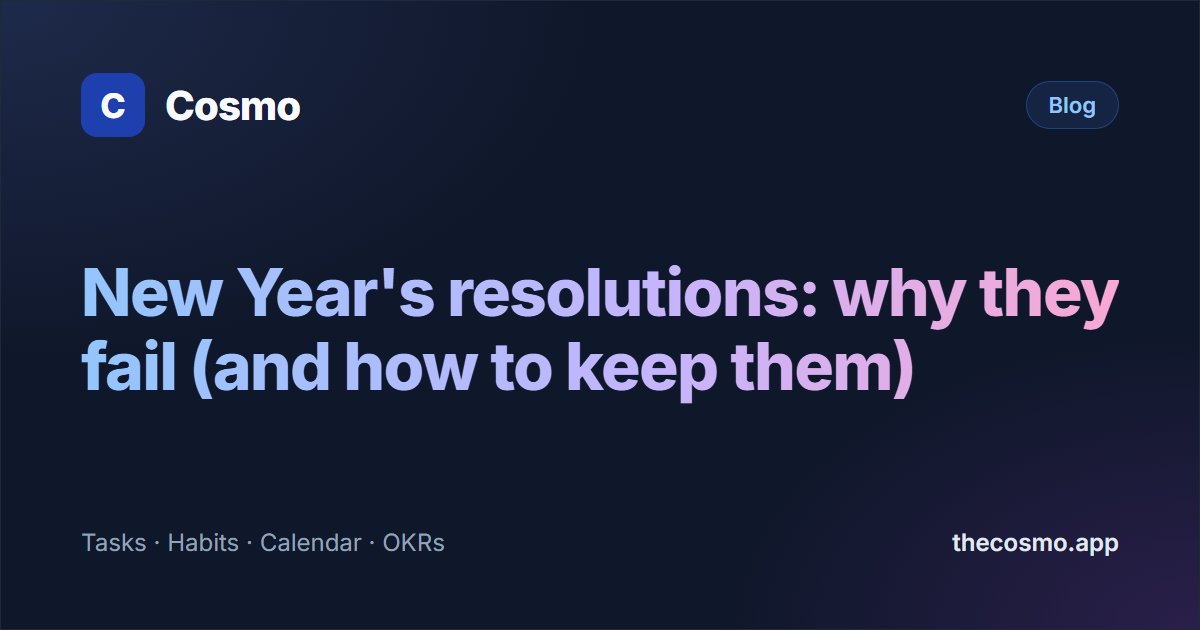 C Cosmo
Blog
New Year's resolutions: why they
fail (and how to keep them)
Tasks · Habits · Calendar · OKRs
thecosmo.app